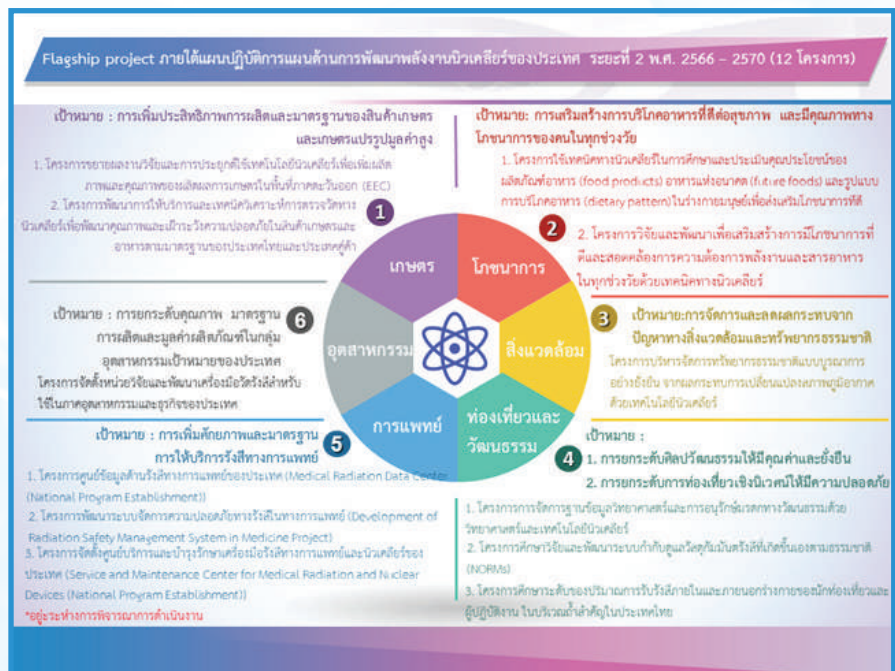 Flagship project ภายใต้แผนปฏิบัติการแผนด้านการพัฒนาพลังงานนิวเคลียร์ของประเทศ ระยะที่ 2 พ.ศ. 2566 – 2570 (12 โครงการ)
เป้าหมาย : การเพิ่มประสิทธิภาพการผลิตและมาตรฐานของสินค้าเกษตร
และเกษตรแปรรูปมูลค่าสูง
1. โครงการขยายผลงานวิจัยและการประยุกต์ใช้เทคโนโลยีนิวเคลียร์เพื่อเพิ่มผลิต
ภาพและคุณภาพของผลิตผลการเกษตรในพื้นที่ภาคตะวันออก (EEC)
2. โครงการพัฒนาการให้บริการและเทคนิควิเคราะห์การตรวจวัดทาง
นิวเคลียร์เพื่อพัฒนาคุณภาพและเฝ้าระวังความปลอดภัยในสินค้าเกษตรและ
อาหารตามมาตรฐานของประเทศไทยและประเทศคู่ค้า
1
เกษตร
เป้าหมาย: การเสริมสร้างการบริโภคอาหารที่ดีต่อสุขภาพ และมีคุณภาพทาง
โภชนาการของคนในทุกช่วงวัย
1. โครงการใช้เทคนิคทางนิวเคลียร์ในการศึกษาและประเมินคุณประโยชน์ของ
ผลิตภัณฑ์อาหาร (food products) อาหารแห่งอนาคต (future foods) และรูปแบบ
การบริโภคอาหาร (dietary pattern) ในร่างกายมนุษย์เพื่อส่งเสริมโภชนาการที่ดี
2. โครงการวิจัยและพัฒนาเพื่อเสริมสร้างการมีโภชนาการที่
ดีและสอดคล้องการความต้องการพลังงานและสารอาหาร
ในทุกช่วงวัยด้วยเทคนิคทางนิวเคลียร์
2
โภชนาการ
3
เป้าหมาย:การจัดการและลดผลกระทบจาก
ปัญหาทางสิ่งแวดล้อมและทรัพยากรธรรมชาติ
โครงการบริหารจัดการทรัพยากรธรรมชาติแบบบูรณาการ
อย่างยั่งยืน จากผลกระทบการเปลี่ยนแปลงสภาพภูมิอากาศ
ด้วยเทคโนโลยีนิวเคลียร์
สิ่งแวดล้อม
4
เป้าหมาย :
1. การยกระดับศิลปวัฒนธรรมให้มีคุณค่าและยั่งยืน
2. การยกระดับการท่องเที่ยวเชิงนิเวศน์ให้มีความปลอดภัย
1. โครงการการจัดการฐานข้อมูลวิทยาศาสตร์และการอนุรักษ์มรดกทางวัฒนธรรมด้วย
วิทยาศาสตร์และเทคโนโลยีนิวเคลียร์
2. โครงการศึกษาวิจัยและพัฒนาระบบกำกับดูแลวัสดุกัมมันตรังสีที่เกิดขึ้นเองตามธรรมชาติ
(NORMs)
3. โครงการศึกษาระดับของปริมาณการรับรังสีภายในและภายนอกร่างกายของนักท่องเที่ยวและ
ผู้ปฏิบัติงาน ในบริเวณถ้ำสำคัญในประเทศไทย
ท่องเที่ยวและ
วัฒนธรรม
5
เป้าหมาย : การเพิ่มศักยภาพและมาตรฐาน
การให้บริการรังสีทางการแพทย์
1. โครงการศูนย์ข้อมูลด้านรังสีทางการแพทย์ของประเทศ (Medical Radiation Data Center
(National Program Establishment))
2. โครงการพัฒนาระบบจัดการความปลอดภัยทางรังสีในทางการแพทย์ (Development of
Radiation Safety Management System in Medicine Project)
3. โครงการจัดตั้งศูนย์บริการและบำรุงรักษาเครื่องมือรังสีทางการแพทย์และนิวเคลียร์ของ
ประเทศ (Service and Maintenance Center for Medical Radiation and Nuclear
Devices (National Program Establishment))
*อยู่ระหว่างการพิจารณาการดำเนินงาน
การแพทย์
6
เป้าหมาย : การยกระดับคุณภาพ มาตรฐาน
การผลิตและมูลค่าผลิตภัณฑ์ในกลุ่ม
อุตสาหกรรมเป้าหมายของประเทศ
โครงการจัดตั้งหน่วยวิจัยและพัฒนาเครื่องมือวัดรังสีสำหรับ
ใช้ในภาคอุตสาหกรรมและธุรกิจของประเทศ
อุตสาหกรรม